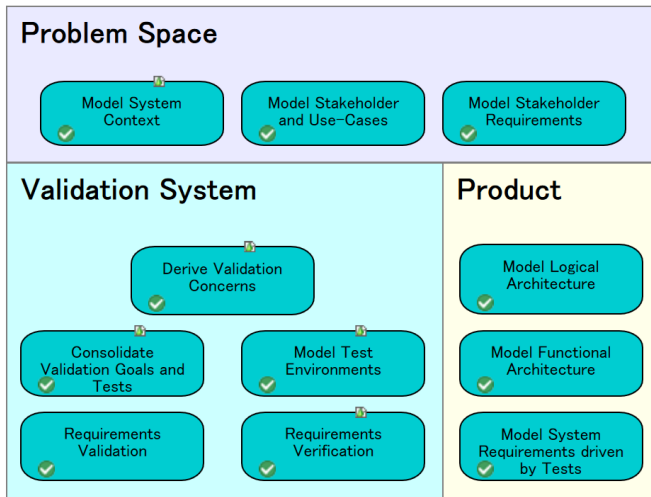 Problem Space
Model System
Context
Model Stakeholder
and Use-Cases
Model Stakeholder
Requirements
Validation System
Derive Validation
Concerns
Consolidate
Validation Goals and
Tests
Model Test
Environments
Requirements
Validation
Requirements
Verification
Product
Model Logical
Architecture
Model Functional
Architecture
Model System
Requirements driven
by Tests